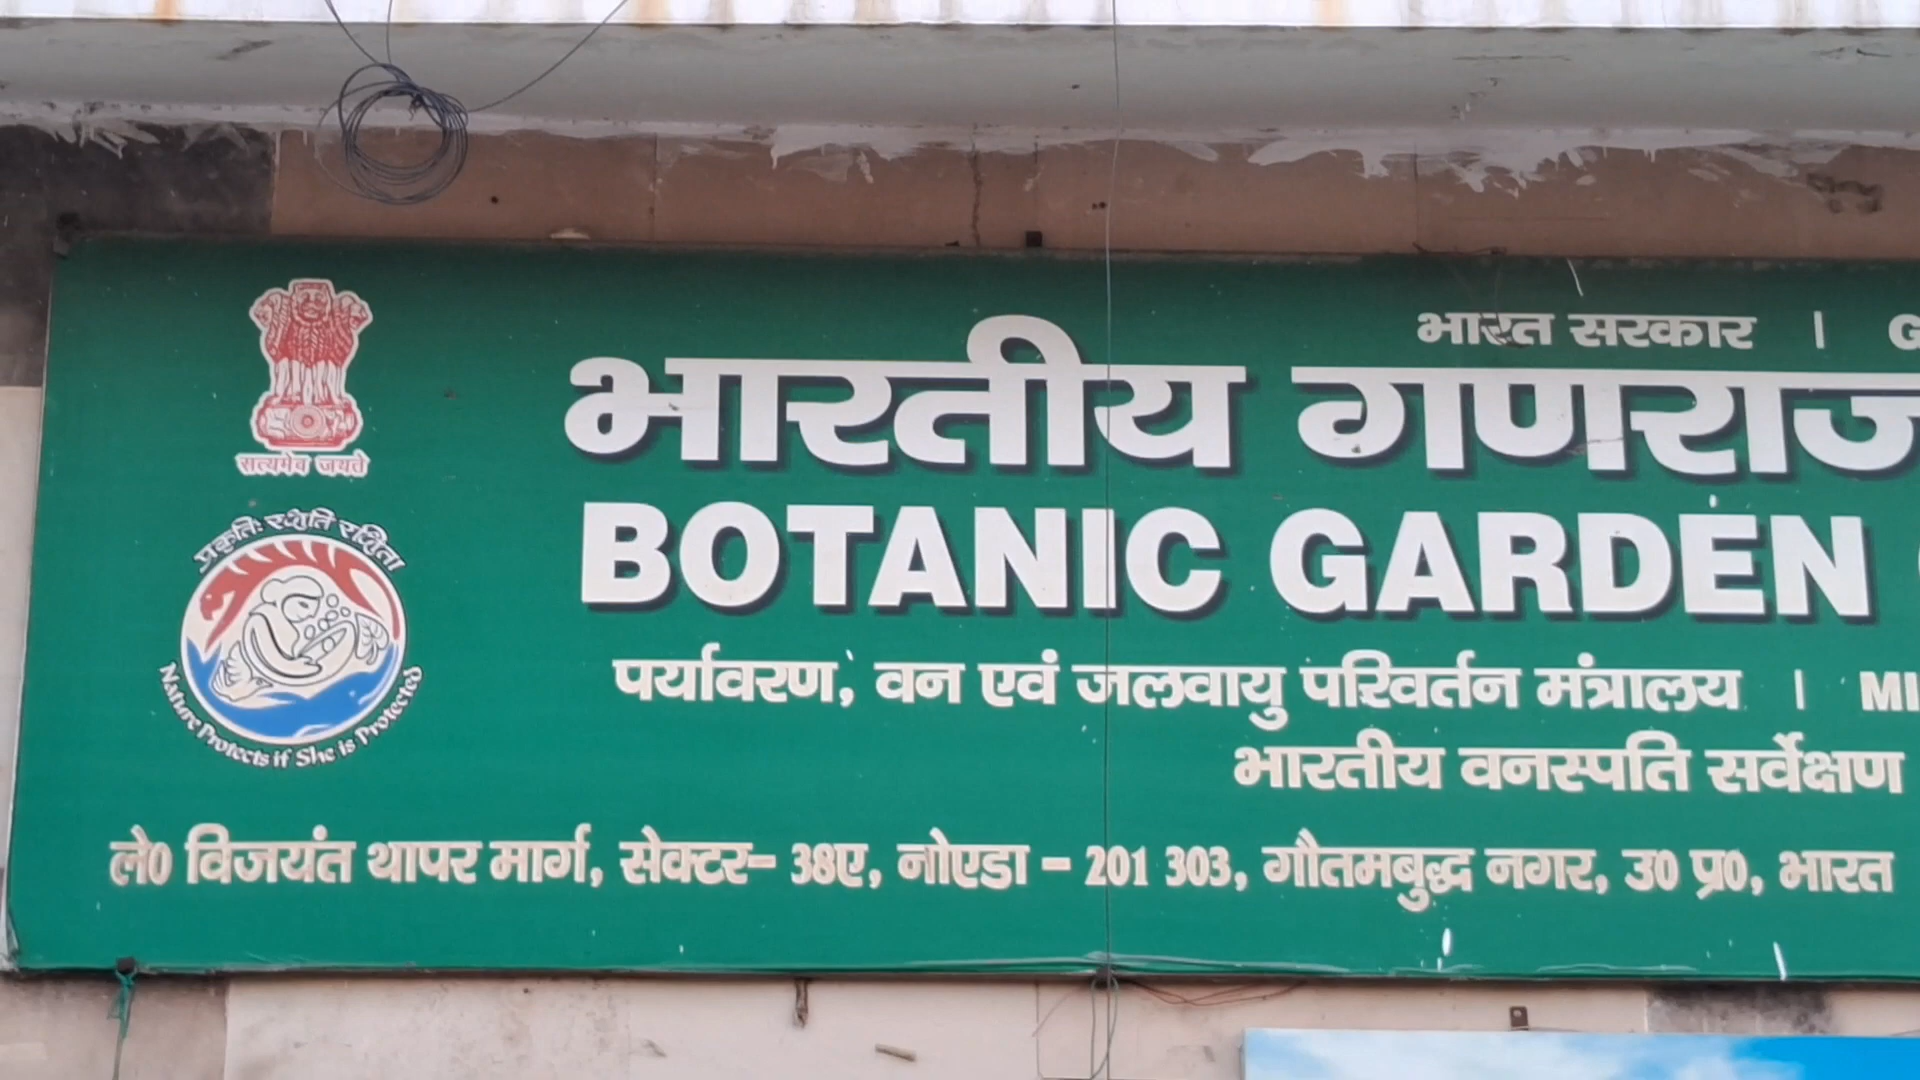 भारत सरकार | G
भारतीय गणराज
BOTANIC GARDEN
पर्यावरण, वन एवं जलवायु परिवर्तन मंत्रालय | MI
भारतीय वनस्पति सर्वेक्षण
ले0 विजयंत थापर मार्ग, सेक्टर- 38ए, नोएडा - 201 303, गौतमबुद्ध नगर, उ0 प्र0, भारत
सत्यमेव जयते
प्रकृतिः रक्षति रक्षिता
Nature Protects if She is Protected